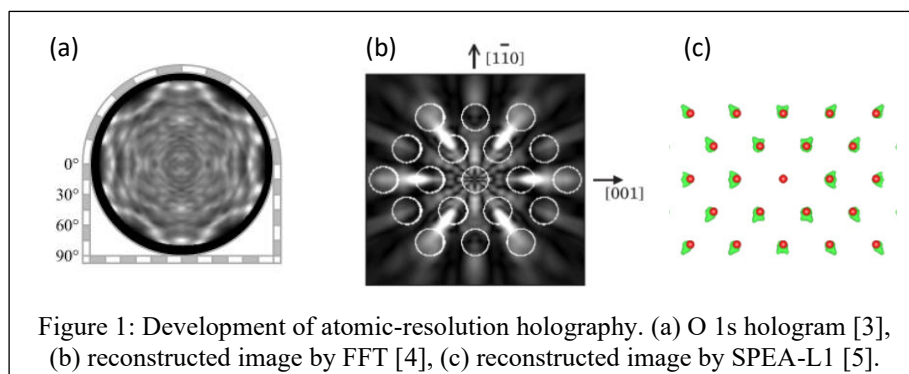 (a)
(b)
(c)
[11̄0]
0°
30°
60°
90°
[001]
Figure 1: Development of atomic-resolution holography. (a) O 1s hologram [3],
(b) reconstructed image by FFT [4], (c) reconstructed image by SPEA-L1 [5].